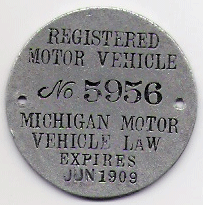 REGISTERED
MOTOR VEHICLE
No 5956
MICHIGAN MOTOR
VEHICLE LAW
EXPIRES
JUN 1909